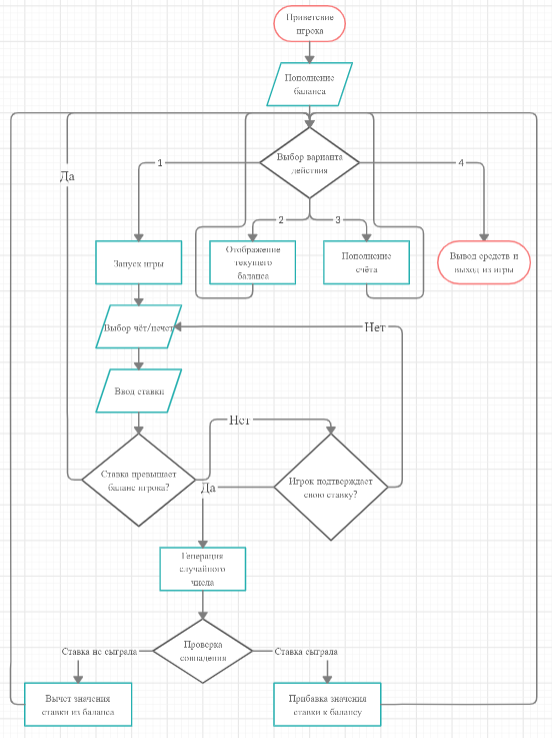 Приветсвие
игрока
Пополнение
баланса
Выбор варианта
действия
1
4
2
3
Да
Запуск игры
Отображение
текущего
баланса
Пополнение
счёта
Вывод средств и
выход из игры
Выбор чёт/нечет
Нет
Ввод ставки
Нет
Ставка превышает
баланс игрока?
Игрок подтверждает
свою ставку?
Да
Генерация
случайного
числа
Проверка
совпадения
Ставка не сыграла
Ставка сыграла
Вычет значения
ставки из баланса
Прибавка значения
ставки к балансу